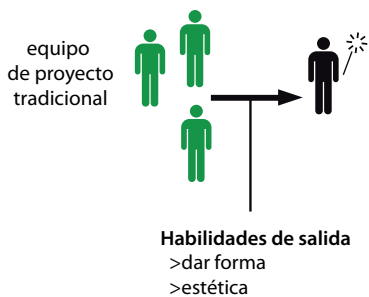 equipo
de proyecto
tradicional
Habilidades de salida
>dar forma
>estética